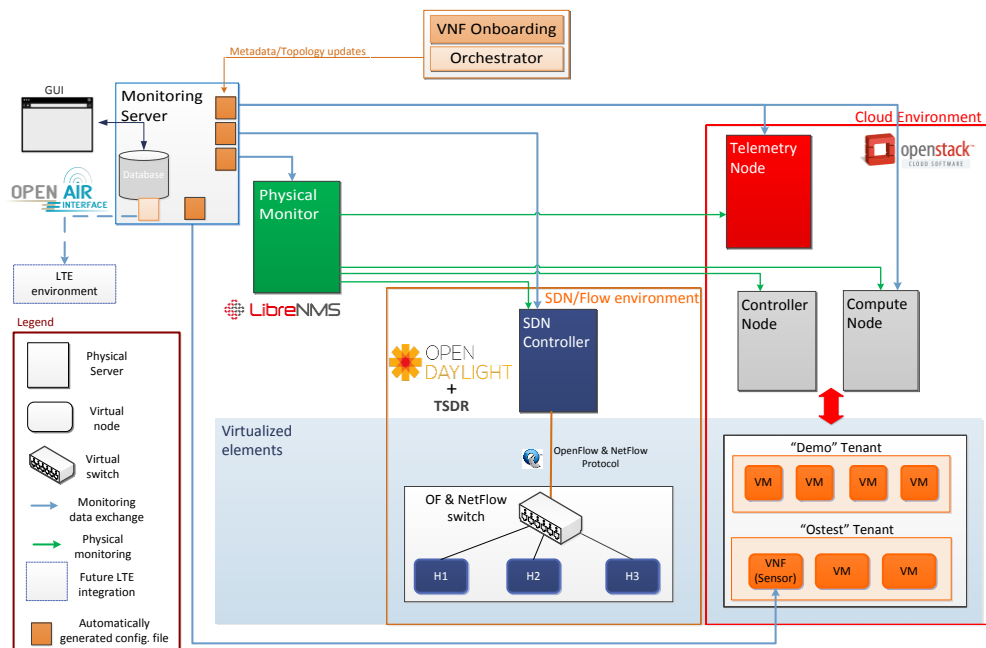 VNF Onboarding
Orchestrator
Metadata/Topology updates
GUI
Monitoring
Server
Database
OPEN AIR
INTERFACE
LTE
environment
Physical
Monitor
LibreNMS
Cloud Environment
Telemetry
Node
openstack™
CLOUD SOFTWARE
Controller
Node
Compute
Node
SDN/Flow environment
SDN
Controller
OPEN
DAYLIGHT
+
TSDR
Virtualized
elements
OpenFlow & NetFlow
Protocol
OF & NetFlow
switch
H1
H2
H3
“Demo” Tenant
VM
VM
VM
VM
“Ostest” Tenant
VNF
(Sensor)
VM
VM
Legend
Physical
Server
Virtual
node
Virtual
switch
Monitoring
data exchange
Physical
monitoring
Future LTE
integration
Automatically
generated config. file